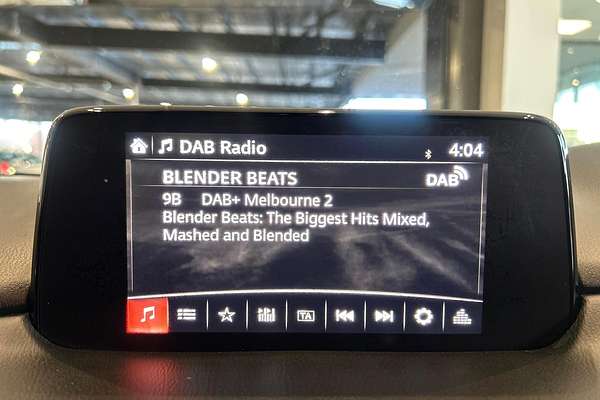 DAB Radio 4:04
BLENDER BEATS DAB
9B DAB+ Melbourne 2
Blender Beats: The Biggest Hits Mixed,
Mashed and Blended
TA